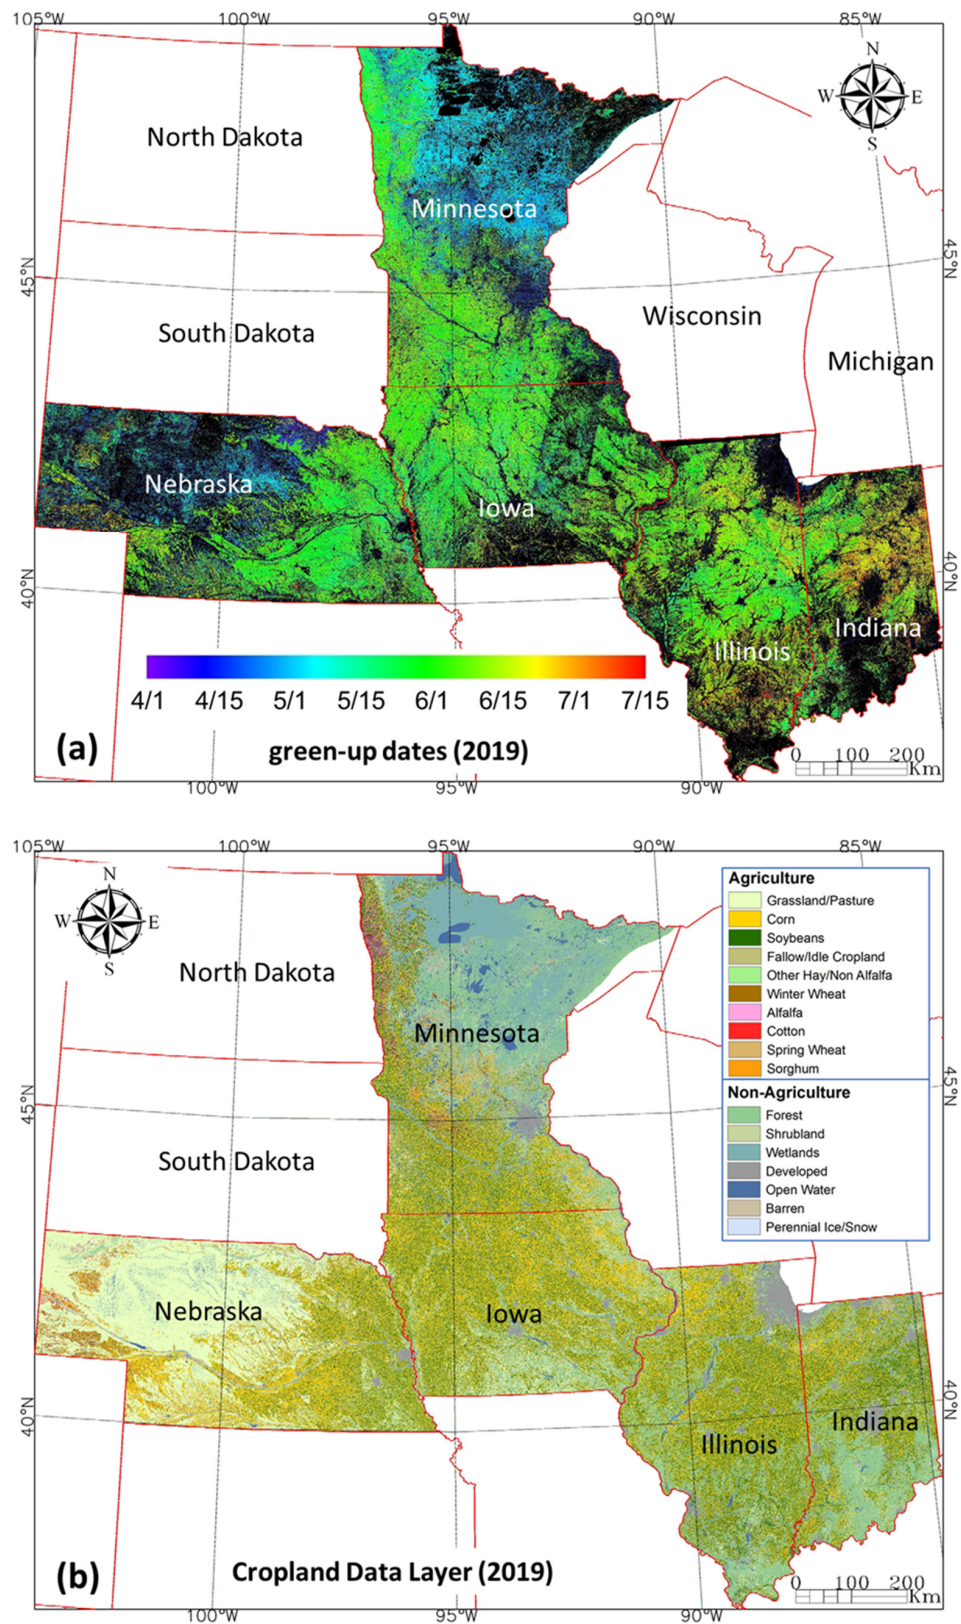 105°W 100°W 95°W 90°W 85°W
N
W E
S
North Dakota
Minnesota
45°N 45°N
Wisconsin
South Dakota
Michigan
Nebraska
Iowa
40°N 40°N
Indiana
Illinois
4/1 4/15 5/1 5/15 6/1 6/15 7/1 7/15
(a) green-up dates (2019)
0 100 200
Km
100°W 95°W 90°W
105°W 100°W 95°W 90°W 85°W
N
W E
S
Agriculture
Grassland/Pasture
Corn
Soybeans
Fallow/Idle Cropland
Other Hay/Non Alfalfa
Winter Wheat
Alfalfa
Cotton
Spring Wheat
Sorghum
Non-Agriculture
Forest
Shrubland
Wetlands
Developed
Open Water
Barren
Perennial Ice/Snow
North Dakota
Minnesota
45°N 45°N
South Dakota
Nebraska
Iowa
40°N 40°N
Indiana
Illinois
(b) Cropland Data Layer (2019)
0 100 200
Km
100°W 95°W 90°W